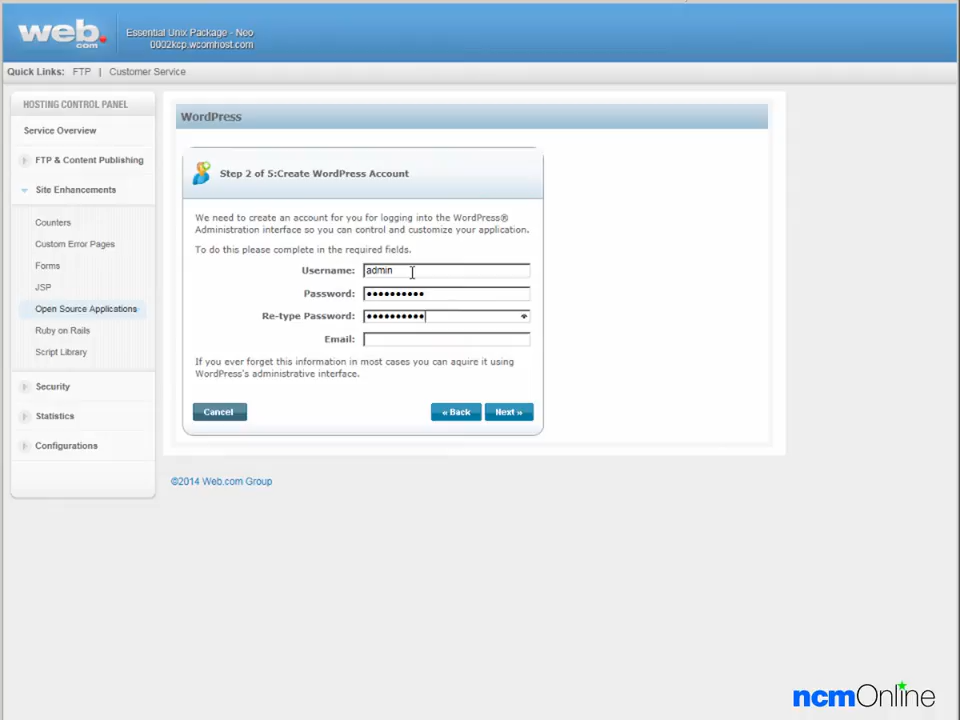 web.com
Essential Unix Package - Neo
0002kcp.wcomhost.com
Quick Links: FTP | Customer Service
HOSTING CONTROL PANEL
Service Overview
FTP & Content Publishing
Site Enhancements
Counters
Custom Error Pages
Forms
JSP
Open Source Applications
Ruby on Rails
Script Library
Security
Statistics
Configurations
WordPress
Step 2 of 5:Create WordPress Account
We need to create an account for you for logging into the WordPress®
Administration interface so you can control and customize your application.
To do this please complete in the required fields.
Username: admin
Password: ••••••••••
Re-type Password: ••••••••••
Email:
If you ever forget this information in most cases you can aquire it using
WordPress's administrative interface.
Cancel
« Back
Next »
©2014 Web.com Group
ncmOnline